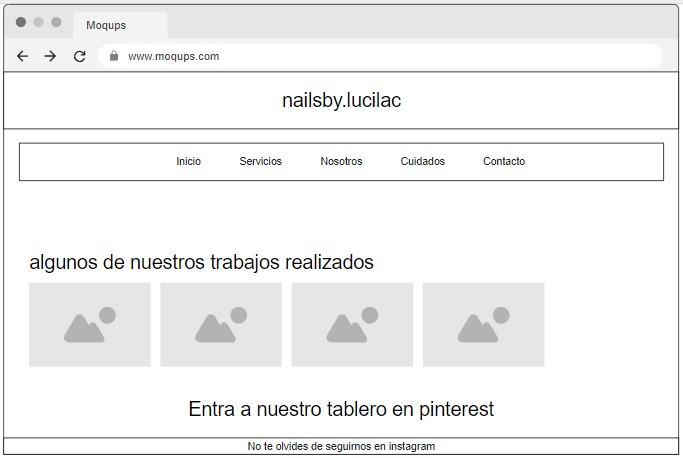 Moqups
www.moqups.com
nailsby.lucilac
Inicio Servicios Nosotros Cuidados Contacto
algunos de nuestros trabajos realizados
Entra a nuestro tablero en pinterest
No te olvides de seguirnos en instagram